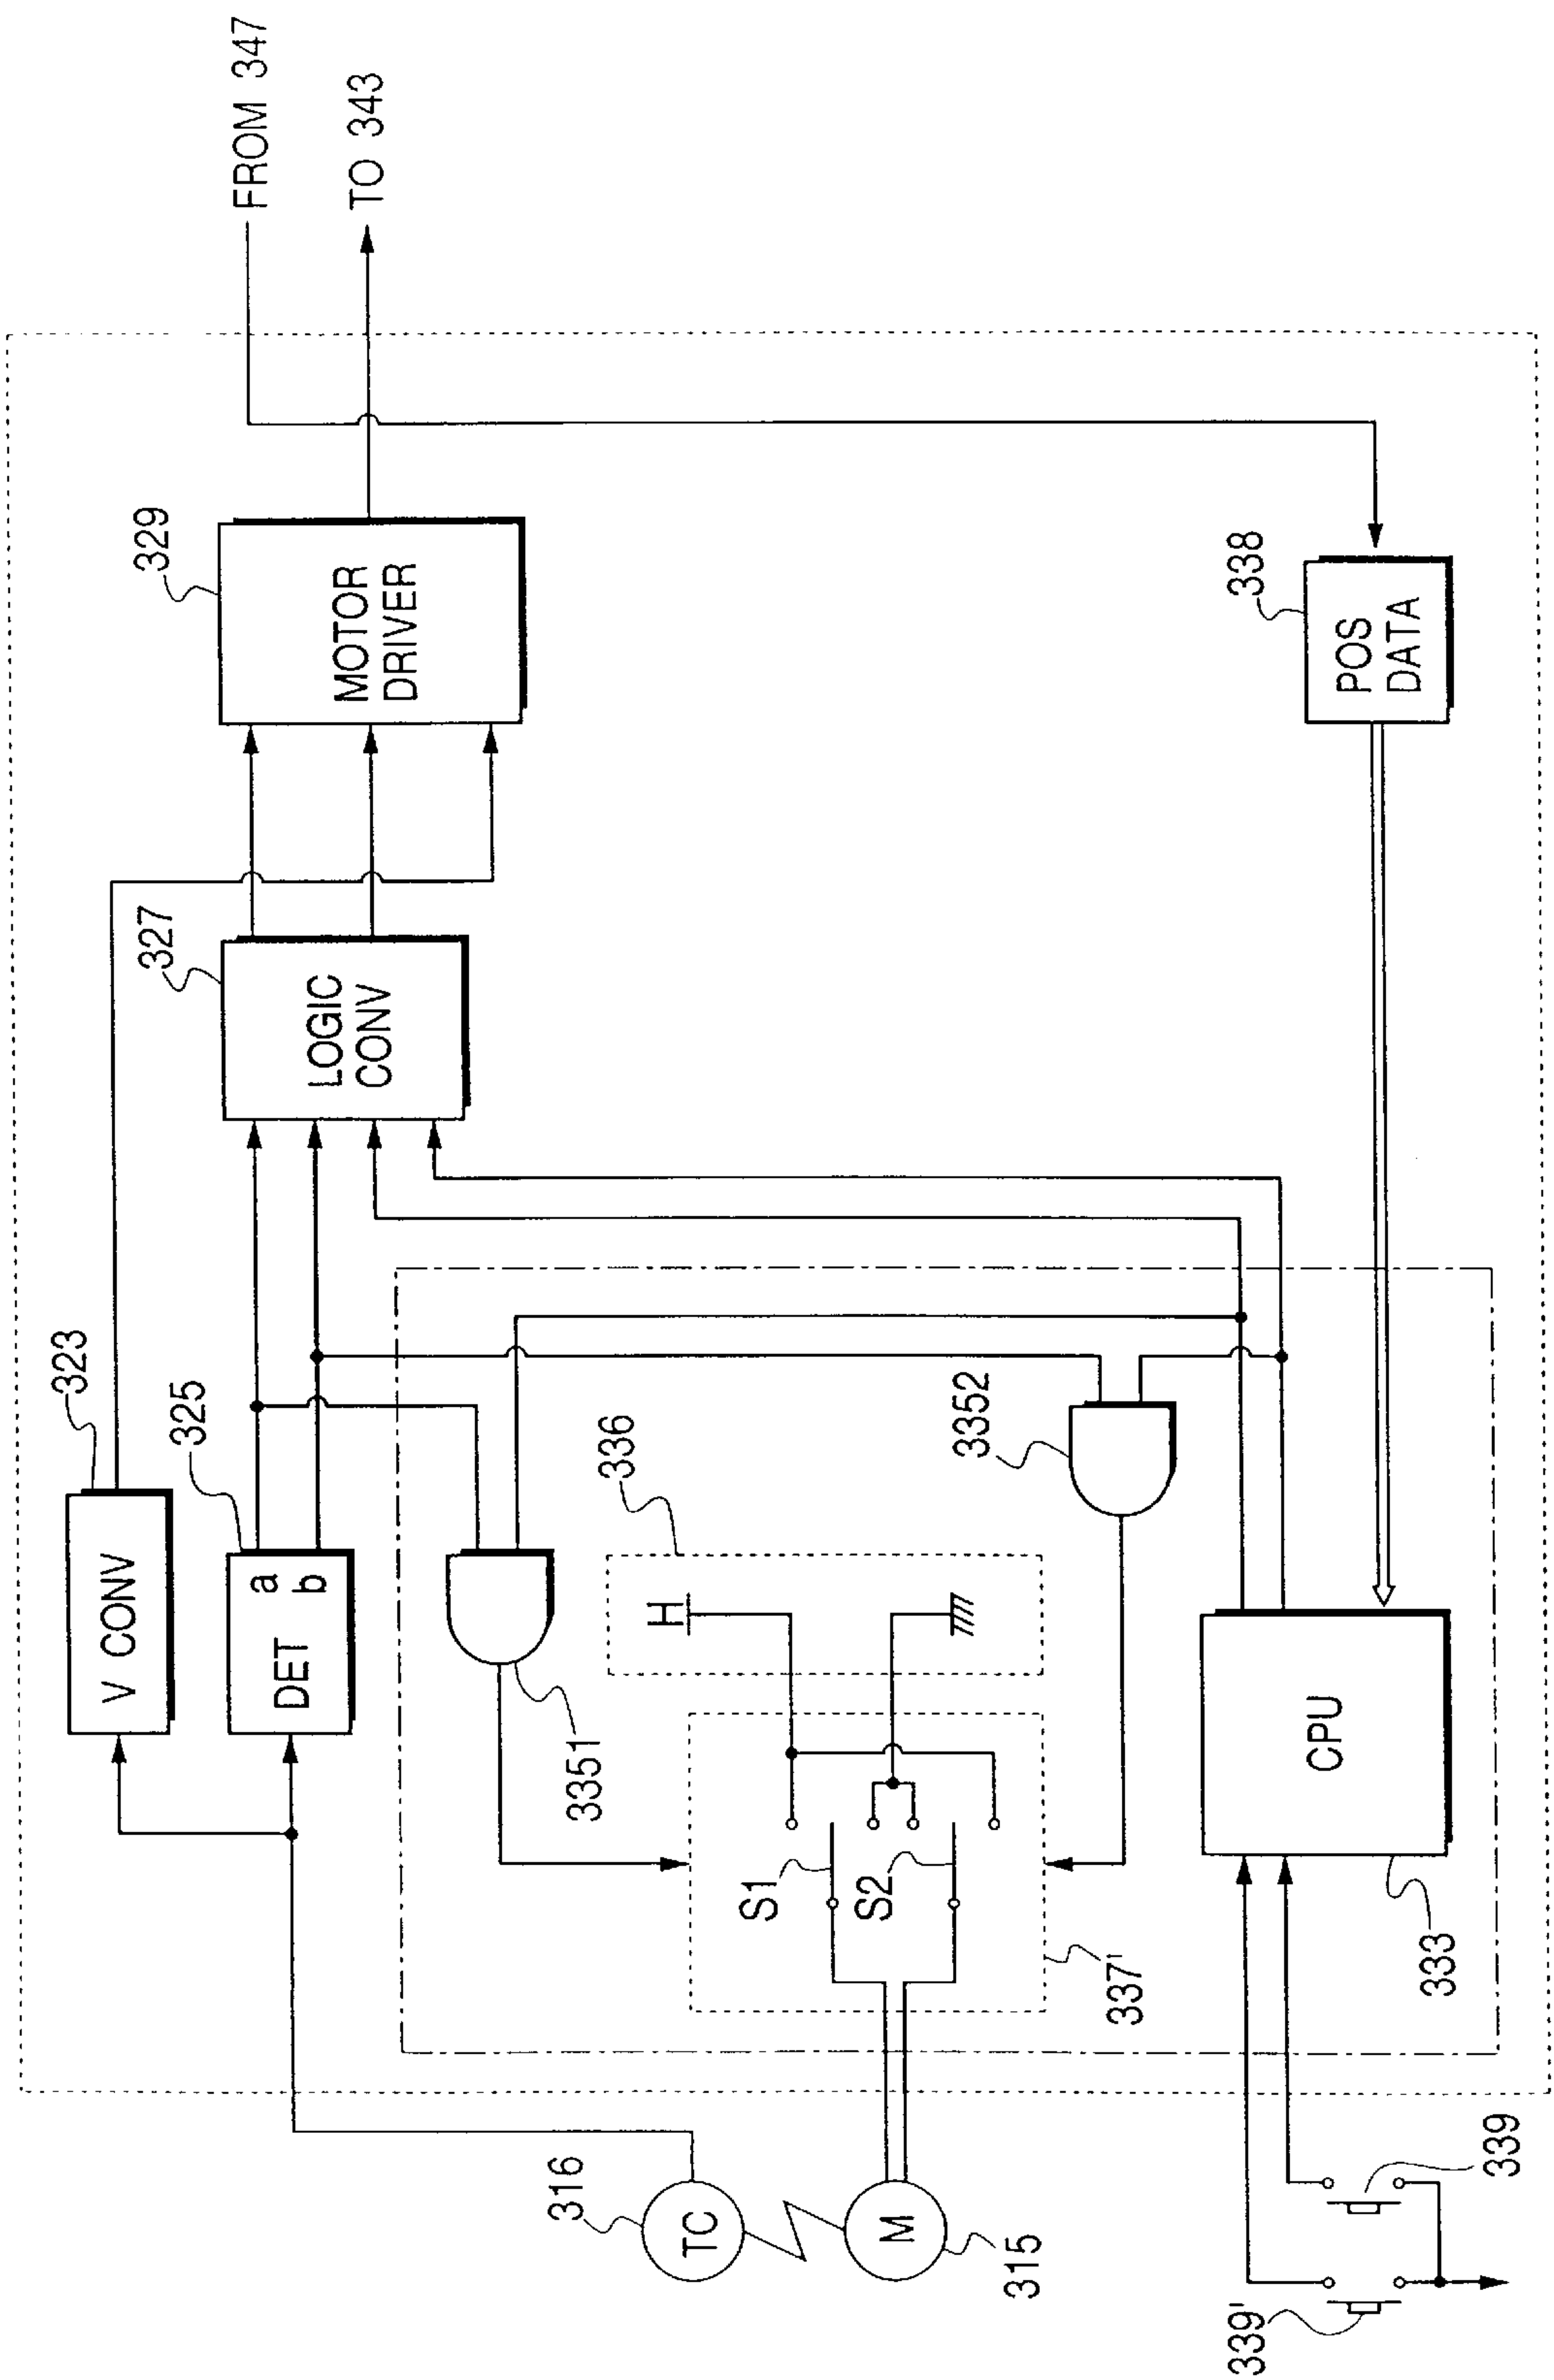 FROM 347
TO 343
329
MOTOR
DRIVER
338
POS
DATA
327
LOGIC
CONV
323
V CONV
325
DET
a
b
336
H
3351
3352
S1
S2
337'
CPU
333
316
TC
M
315
339
339'